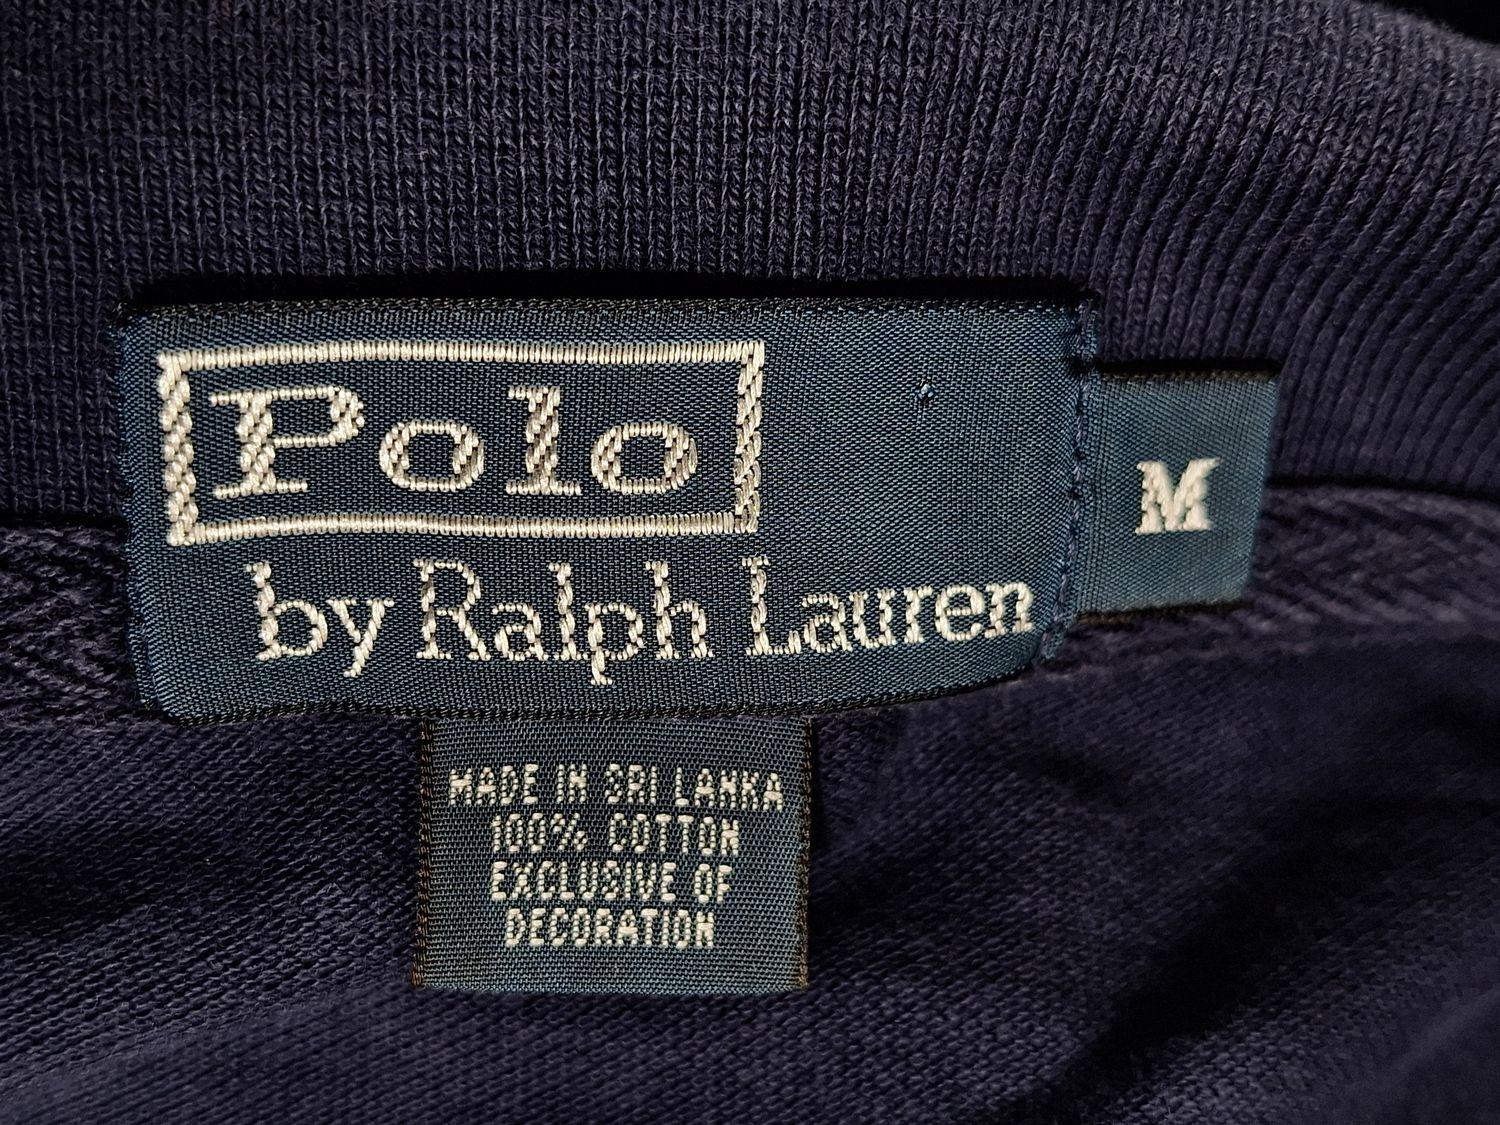 Polo
by Ralph Lauren
M
MADE IN SRI LANKA
100% COTTON
EXCLUSIVE OF
DECORATION